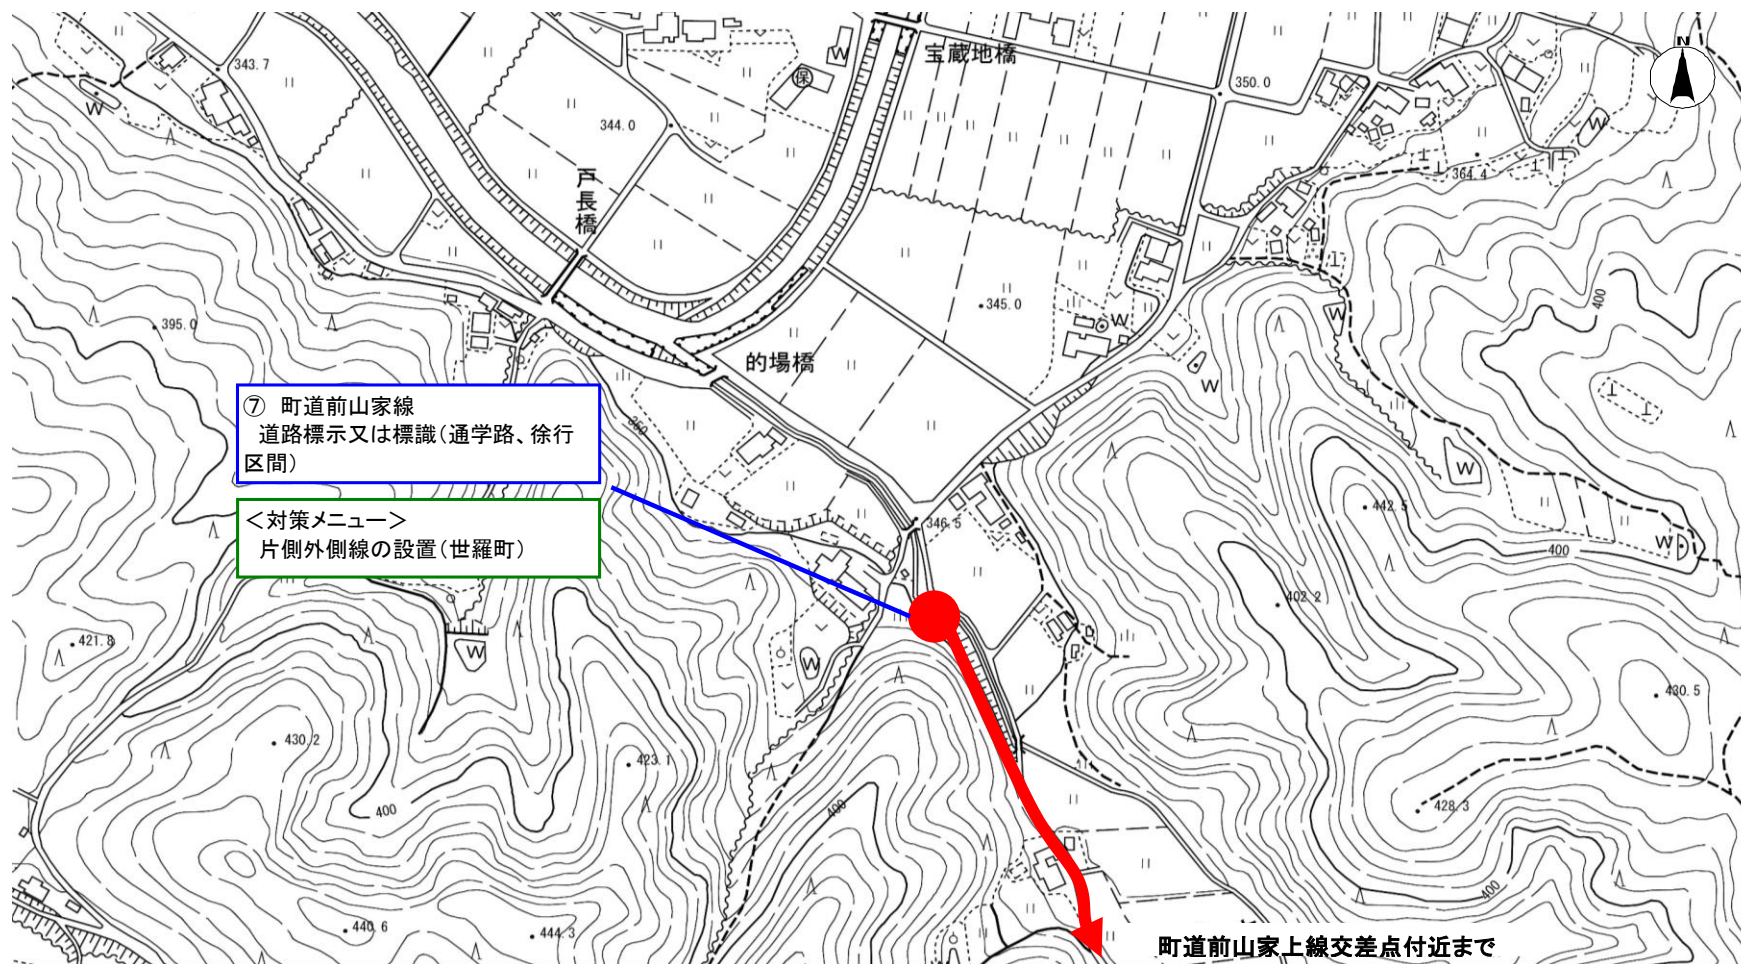 N
宝蔵地橋
343.7
350.0
保
344.0
戸長橋
364.4
400
345.0
395.0
的場橋
350
⑦ 町道前山家線
道路標示又は標識（通学路、徐行
区間）
＜対策メニュー＞
片側外側線の設置（世羅町）
346.5
442.5
400
402.2
421.8
430.5
430.2
423.1
400
400
428.3
400
440.6
444.3
町道前山家上線交差点付近まで